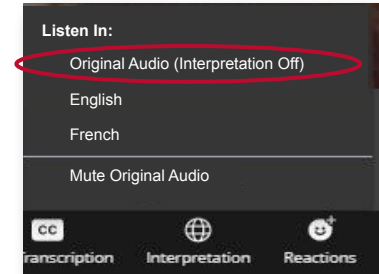 Listen In:
Original Audio (Interpretation Off)
English
French
Mute Original Audio
CC
ranscription Interpretation Reactions